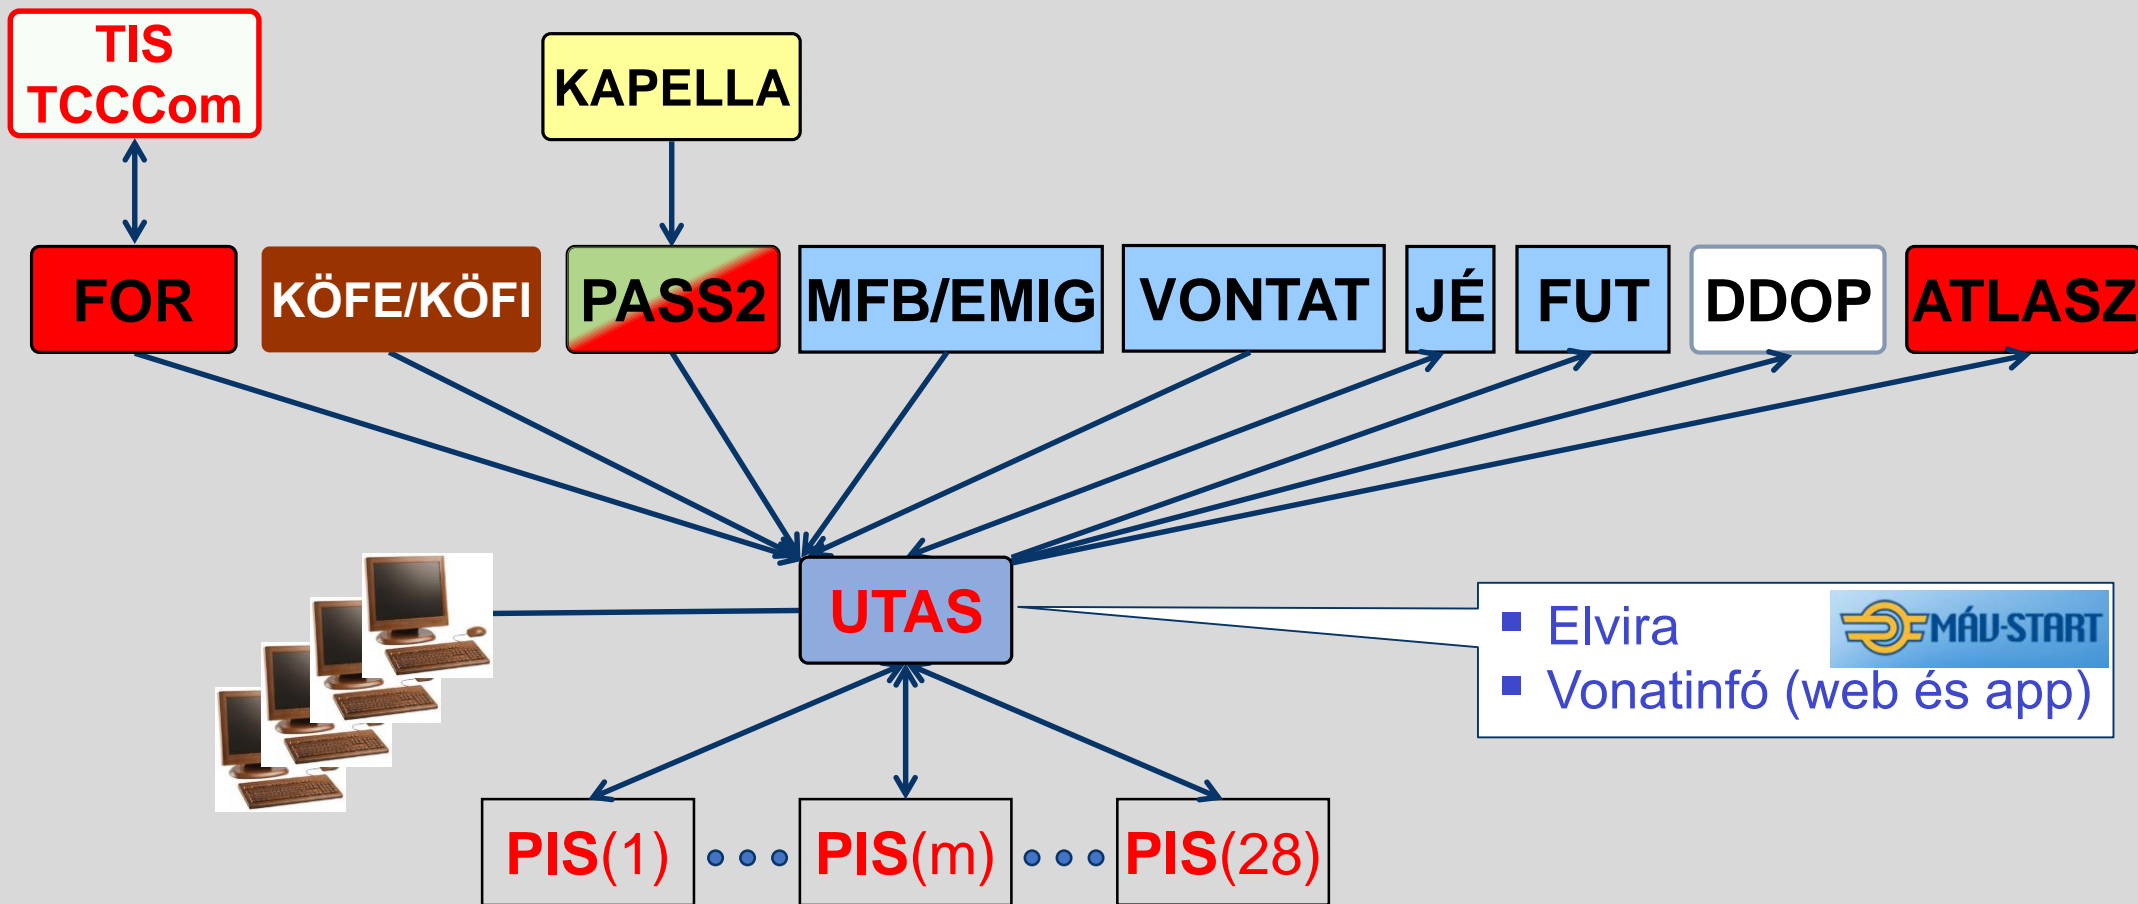 TIS
TCCCom
KAPELLA
FOR
KÖFE/KÖFI
PASS2
MFB/EMIG
VONTAT
JÉ
FUT
DDOP
ATLASZ
UTAS
Elvira
MÁV-START
Vonatinfó (web és app)
PIS(1)
PIS(m)
PIS(28)